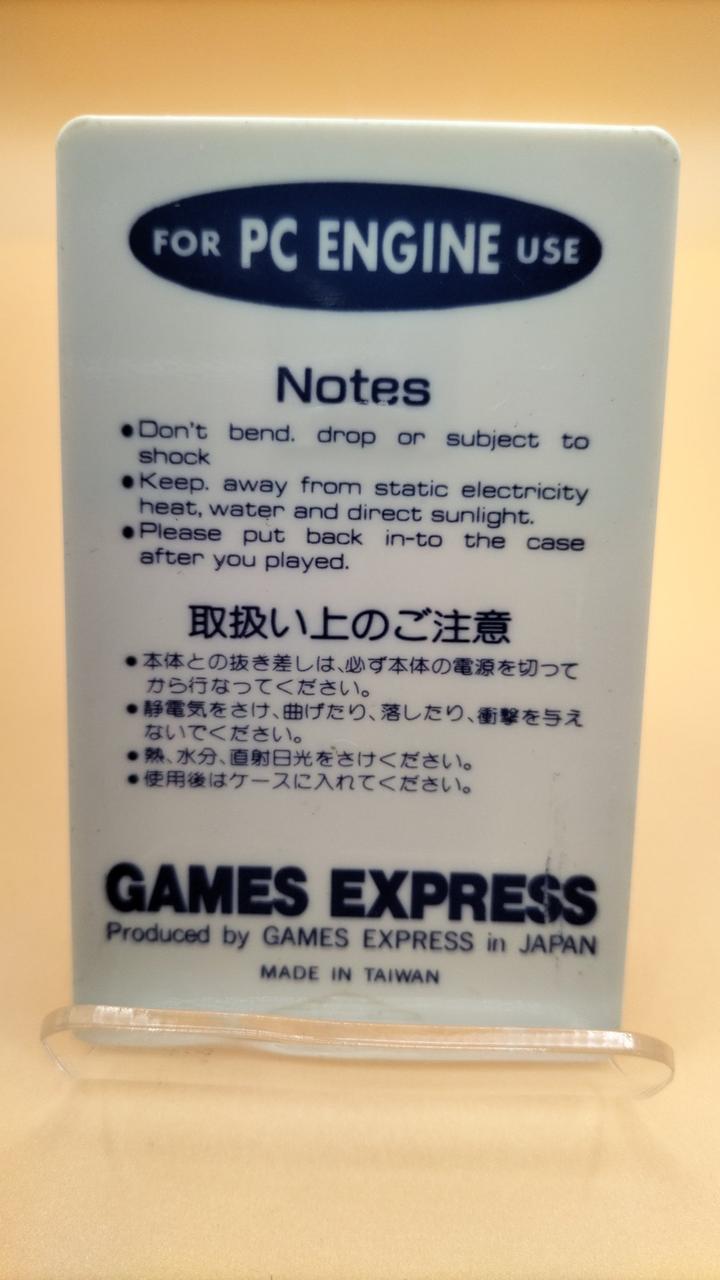 FOR PC ENGINE USE
Notes
●Don't bend. drop or subject to
shock
●Keep. away from static electricity
heat, water and direct sunlight.
●Please put back in-to the case
after you played.
取扱い上のご注意
●本体との抜き差しは、必ず本体の電源を切って
から行なってください。
●静電気をさけ、曲げたり、落したり、衝撃を与え
ないでください。
●熱、水分、直射日光をさけください。
●使用後はケースに入れてください。
GAMES EXPRESS
Produced by GAMES EXPRESS in JAPAN
MADE IN TAIWAN